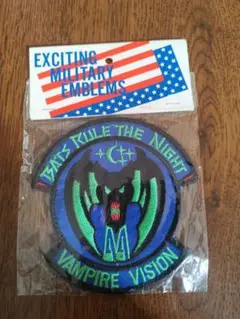 EXCITING
MILITARY
EMBLEMS
BATS RULE THE NIGHT
VAMPIRE VISION